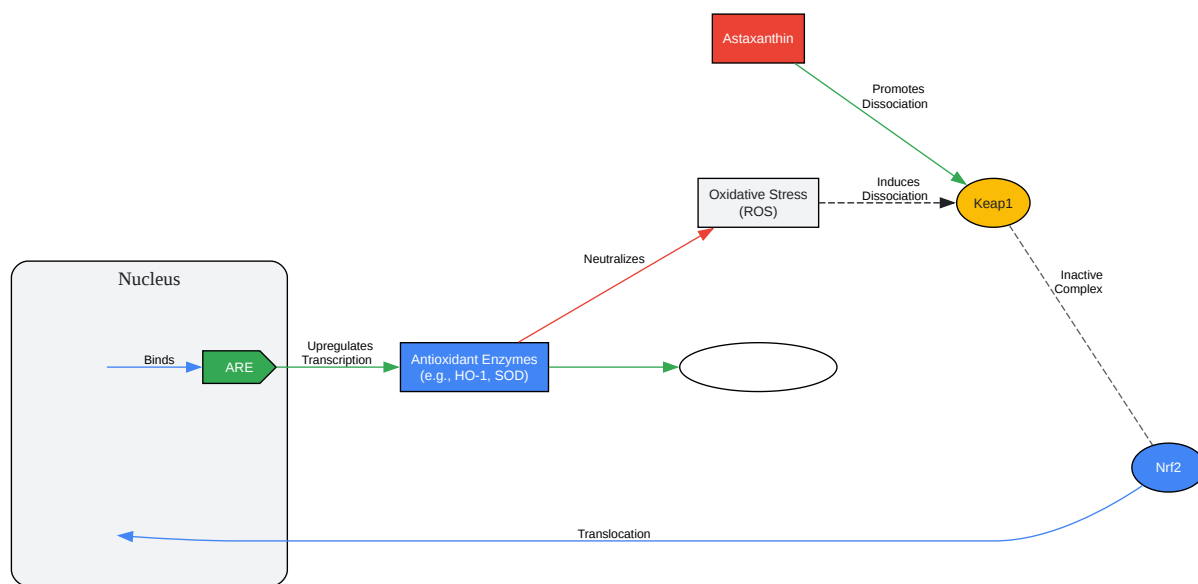 Astaxanthin
Promotes
Dissociation
Oxidative Stress
(ROS)
Induces
Dissociation
Keap1
Neutralizes
Inactive
Complex
Nucleus
Binds
ARE
Upregulates
Transcription
Antioxidant Enzymes
(e.g., HO-1, SOD)
Nrf2
Translocation